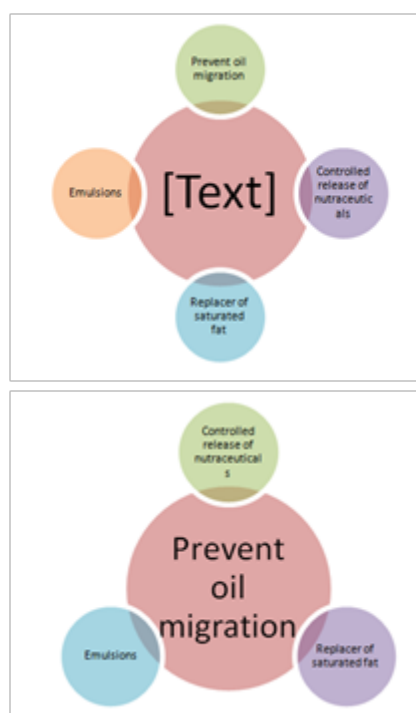 Prevent oil
migration
Emulsions
[Text]
Controlled
release of
nutraceutic
als
Replacer of
saturated
fat
Controlled
release of
nutraceutical
s
Prevent
oil
migration
Emulsions
Replacer of
saturated fat